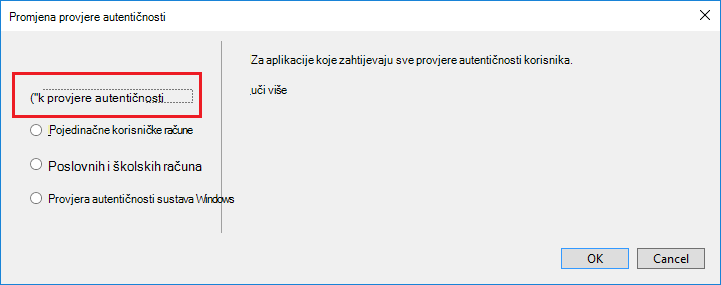 Promjena provjere autentičnosti
Za aplikacije koje zahtijevaju sve provjere autentičnosti korisnika.
uči više
("k provjere autentičnosti
Pojedinačne korisničke račune
Poslovnih i školskih računa
Provjera autentičnosti sustava Windows
OK
Cancel